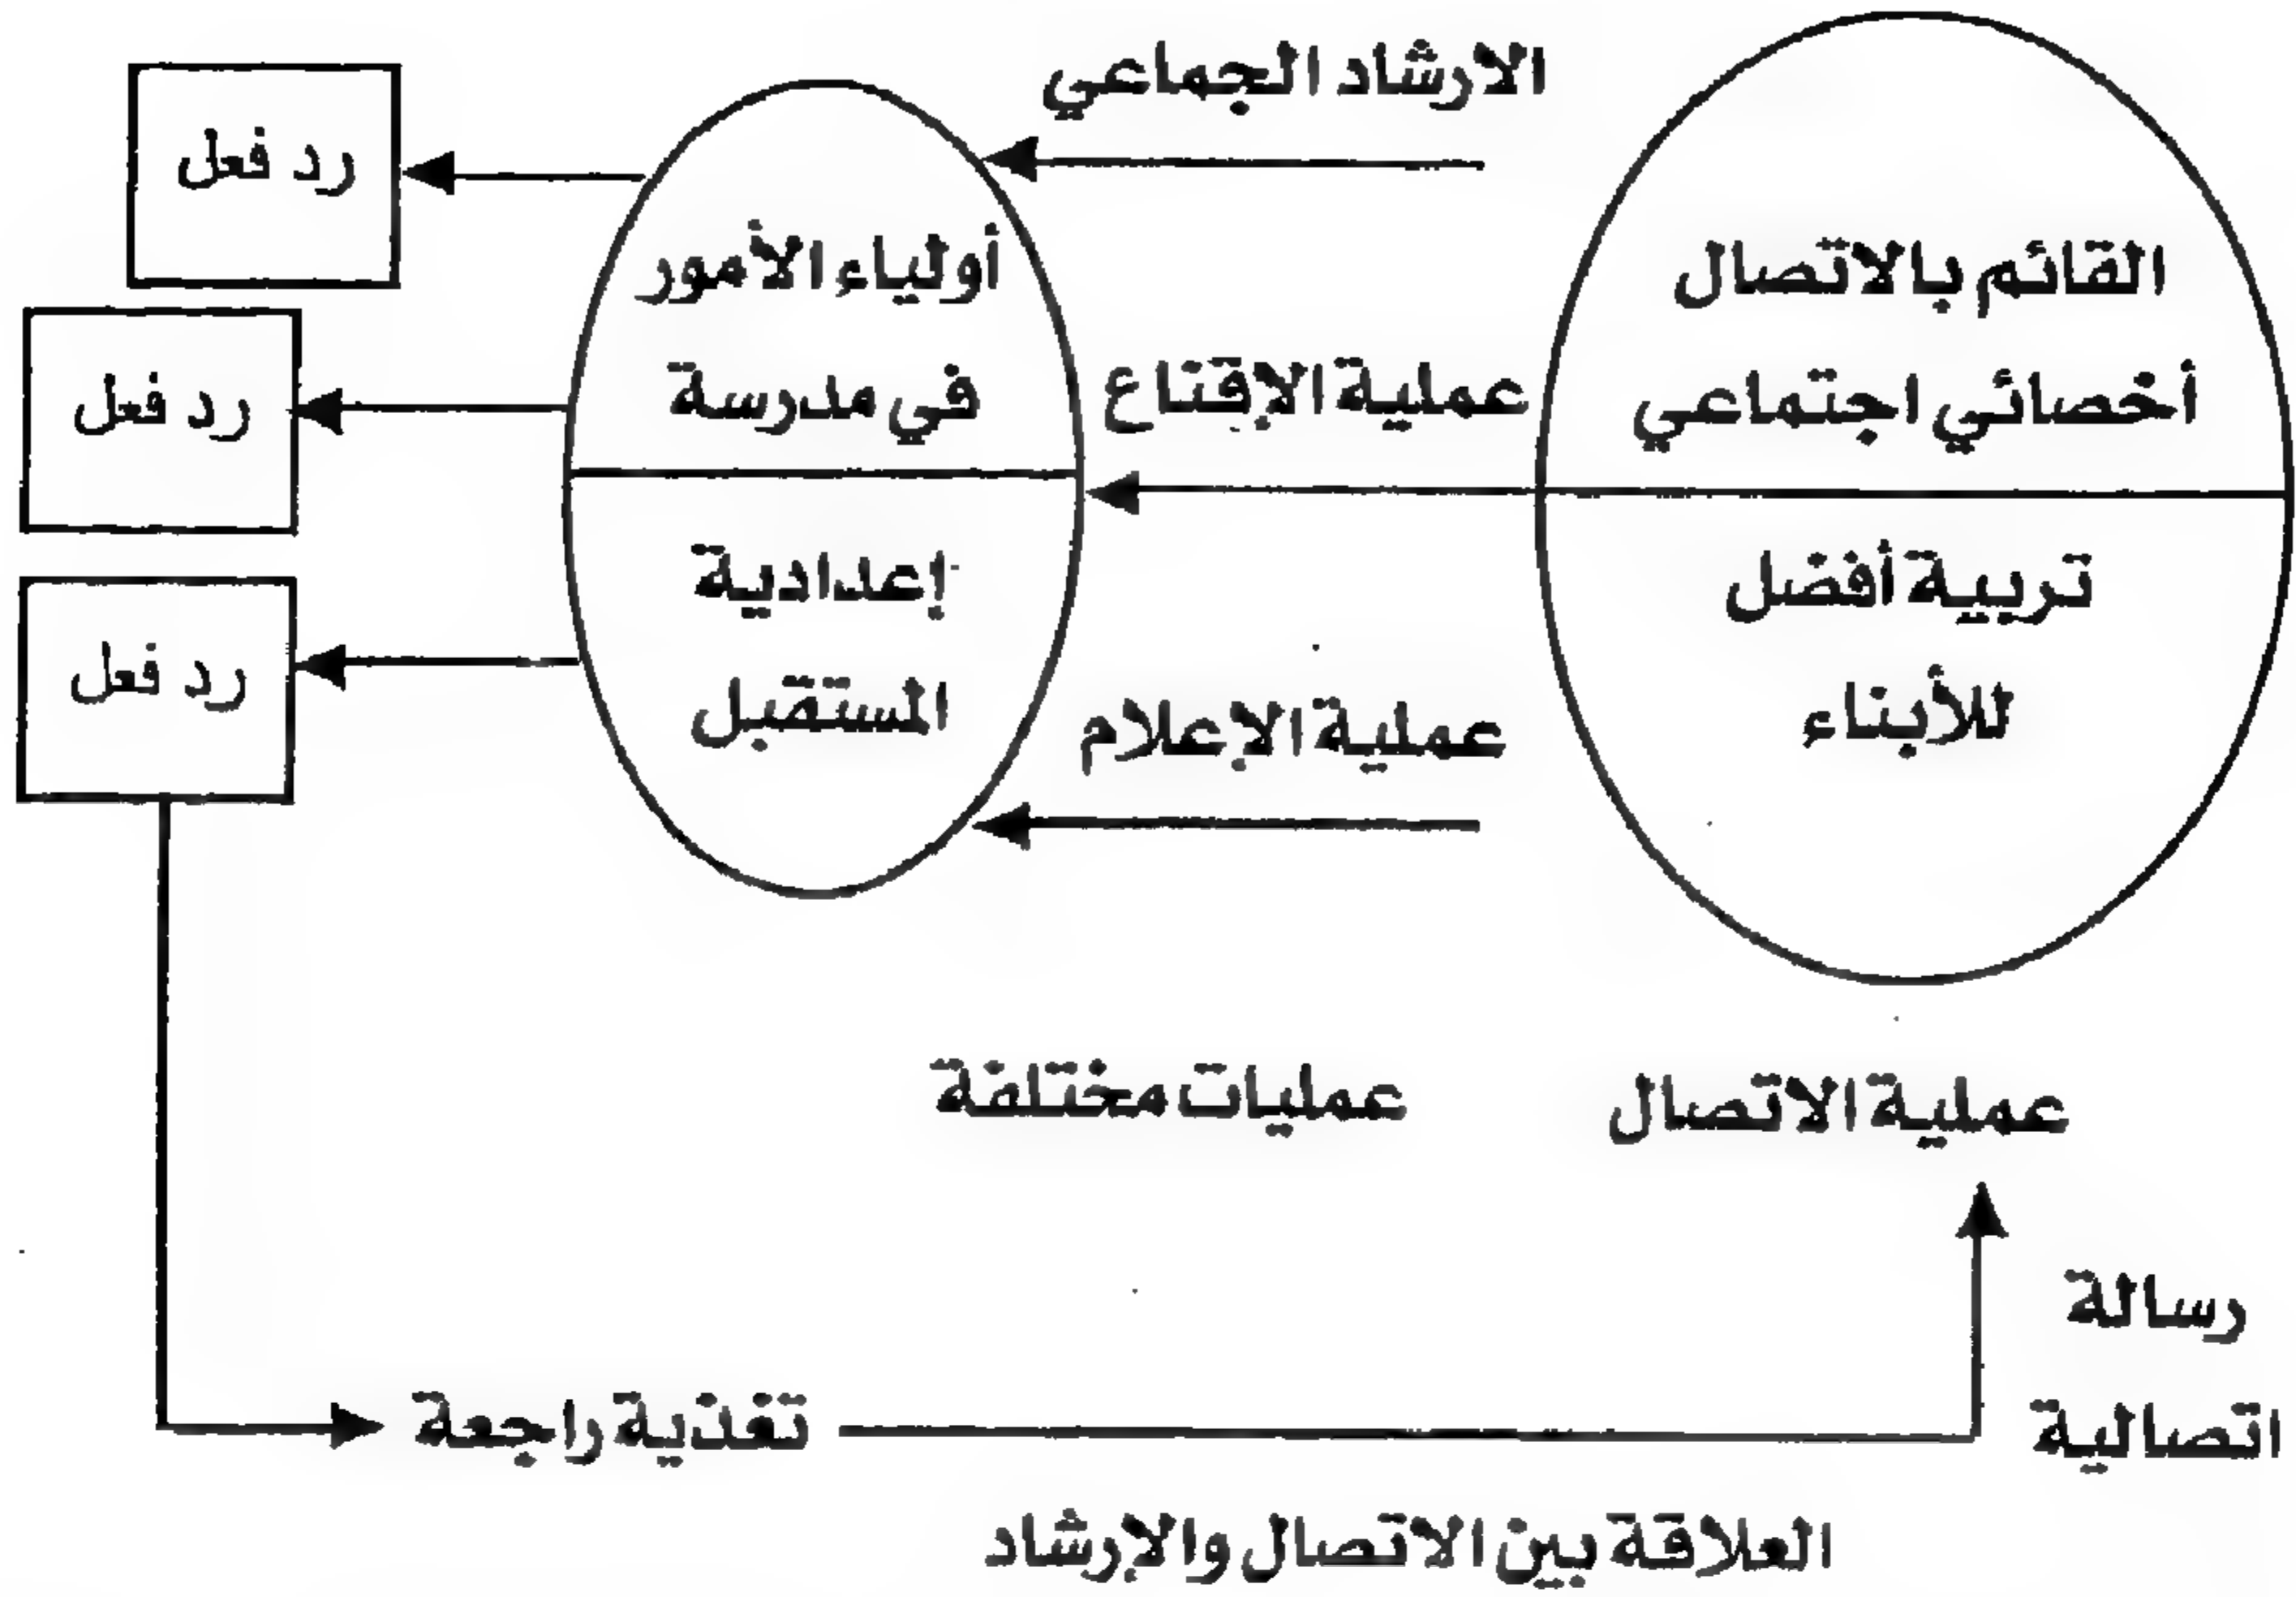 الارشاد الجماعي
القائم بالاتصال
أخصائي اجتماعي
تربية أفضل
للأبناء
عملية الإقناع
عملية الإعلام
أولياء الأمور
في مدرسة
إعدادية
المستقبل
رد فعل
رد فعل
رد فعل
عملية الاتصال
عمليات مختلفة
رسالة
اتصالية
تغذية راجعة
العلاقة بين الاتصال والإرشاد